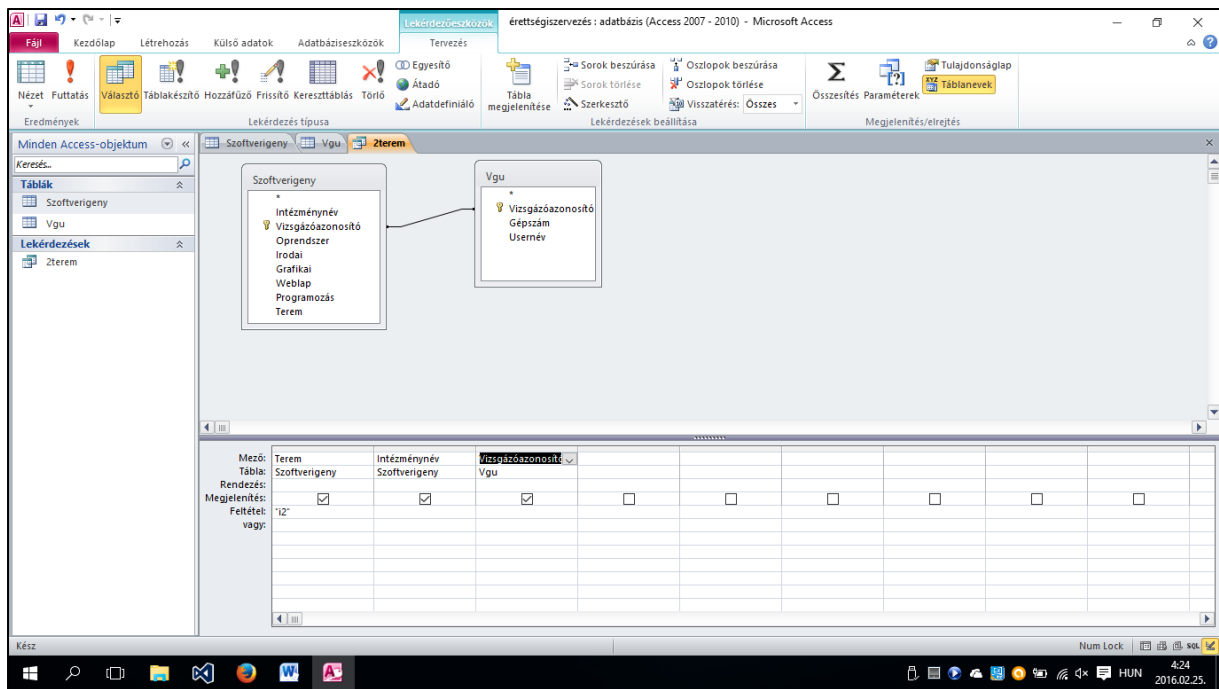 Lekérdezőeszközök
érettségiszervezés : adatbázis (Access 2007 - 2010) - Microsoft Access
Fájl Kezdőlap Létrehozás Külső adatok Adatbáziseszközök Tervezés
Nézet
Futtatás
Eredmények
Választó
Táblakészítő
Hozzáfűző
Frissítő
Kereszttáblás
Törlő
Egyesítő
Átadó
Adatdefiniáló
Lekérdezés típusa
Tábla
megjelenítése
Sorok beszúrása
Sorok törlése
Szerkesztő
Oszlopok beszúrása
Oszlopok törlése
Visszatérés: Összes
Lekérdezések beállítása
Összesítés
Paraméterek
Tulajdonságlap
Táblanevek
Megjelenítés/elrejtés
Minden Access-objektum
Keresés...
Táblák
Szoftverigeny
Vgu
Lekérdezések
2terem
Szoftverigeny Vgu 2terem
Szoftverigeny
*
Intézménynév
Vizsgázóazonosító
Oprendszer
Irodai
Grafikai
Weblap
Programozás
Terem
Vgu
*
Vizsgázóazonosító
Gépszám
Usernév
Mező: Terem Intézménynév Vizsgázóazonosító
Tábla: Szoftverigeny Szoftverigeny Vgu
Rendezés:
Megjelenítés:
Feltétel: "i2"
vagy:
Kész
Num Lock
SQL
HUN
4:24
2016.02.25.